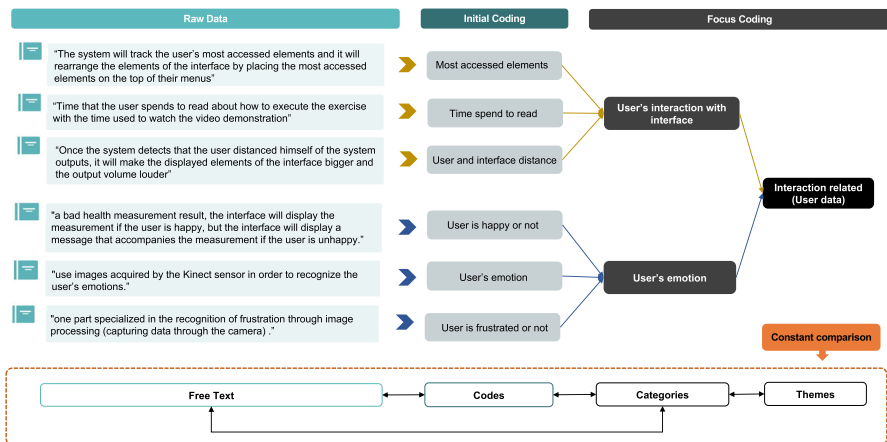 Raw Data
Initial Coding
Focus Coding
“The system will track the user’s most accessed elements and it will
rearrange the elements of the interface by placing the most accessed
elements on the top of their menus”
Most accessed elements
“Time that the user spends to read about how to execute the exercise
with the time used to watch the video demonstration”
Time spend to read
User’s interaction with
interface
“Once the system detects that the user distanced himself of the system
outputs, it will make the displayed elements of the interface bigger and
the output volume louder”
User and interface distance
Interaction related
(User data)
"a bad health measurement result, the interface will display the
measurement if the user is happy, but the interface will display a
message that accompanies the measurement if the user is unhappy.”
User is happy or not
"use images acquired by the Kinect sensor in order to recognize the
user’s emotions.”
User’s emotion
User’s emotion
"one part specialized in the recognition of frustration through image
processing (capturing data through the camera) .”
User is frustrated or not
Constant comparison
Free Text
Codes
Categories
Themes